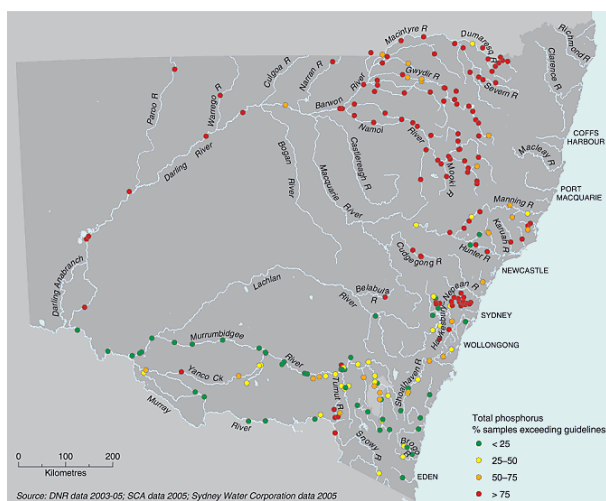 Macintyre R
Dumaresq R
Richmond R
Clarence R
Culgoa R
Narran R
River
Gwydir R
Severn R
Paroo R
Warrego R
Barwon
Namoi
River
Darling River
Bogan River
Macquarie River
Castlereagh R
Mooki R
Macleay R
COFFS HARBOUR
PORT MACQUARIE
Manning R
Karuah R
Hunter R
Cudgegong R
NEWCASTLE
Darling Anabranch
Lachlan River
Belabula R
Hawkesbury Nepean R
SYDNEY
WOLLONGONG
Murrumbidgee River
Yanco Ck
Tumut R
Shoalhaven R
Murray River
Snowy R
Brogo R
EDEN
Total phosphorus
% samples exceeding guidelines
< 25
25–50
50–75
> 75
0 100 200
Kilometres
Source: DNR data 2003-05; SCA data 2005; Sydney Water Corporation data 2005